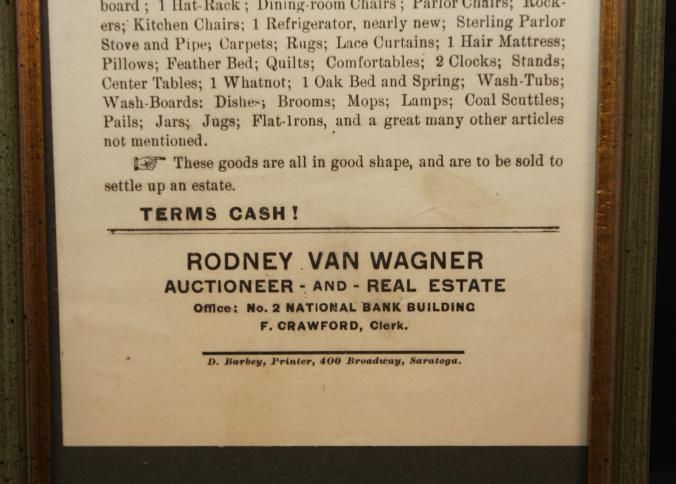 board; 1 Hat-Rack; Dining-room Chairs; Parlor Chairs; Rock-
ers; Kitchen Chairs; 1 Refrigerator, nearly new; Sterling Parlor
Stove and Pipe; Carpets; Rugs; Lace Curtains; 1 Hair Mattress;
Pillows; Feather Bed; Quilts; Comfortables; 2 Clocks; Stands;
Center Tables; 1 Whatnot; 1 Oak Bed and Spring; Wash-Tubs;
Wash-Boards: Dishes; Brooms; Mops; Lamps; Coal Scuttles;
Pails; Jars; Jugs; Flat-1rons, and a great many other articles
not mentioned.
☞ These goods are all in good shape, and are to be sold to
settle up an estate.
TERMS CASH!
RODNEY VAN WAGNER
AUCTIONEER - AND - REAL ESTATE
Office: No. 2 NATIONAL BANK BUILDING
F. CRAWFORD, Clerk.
D. Barbey, Printer, 400 Broadway, Saratoga.